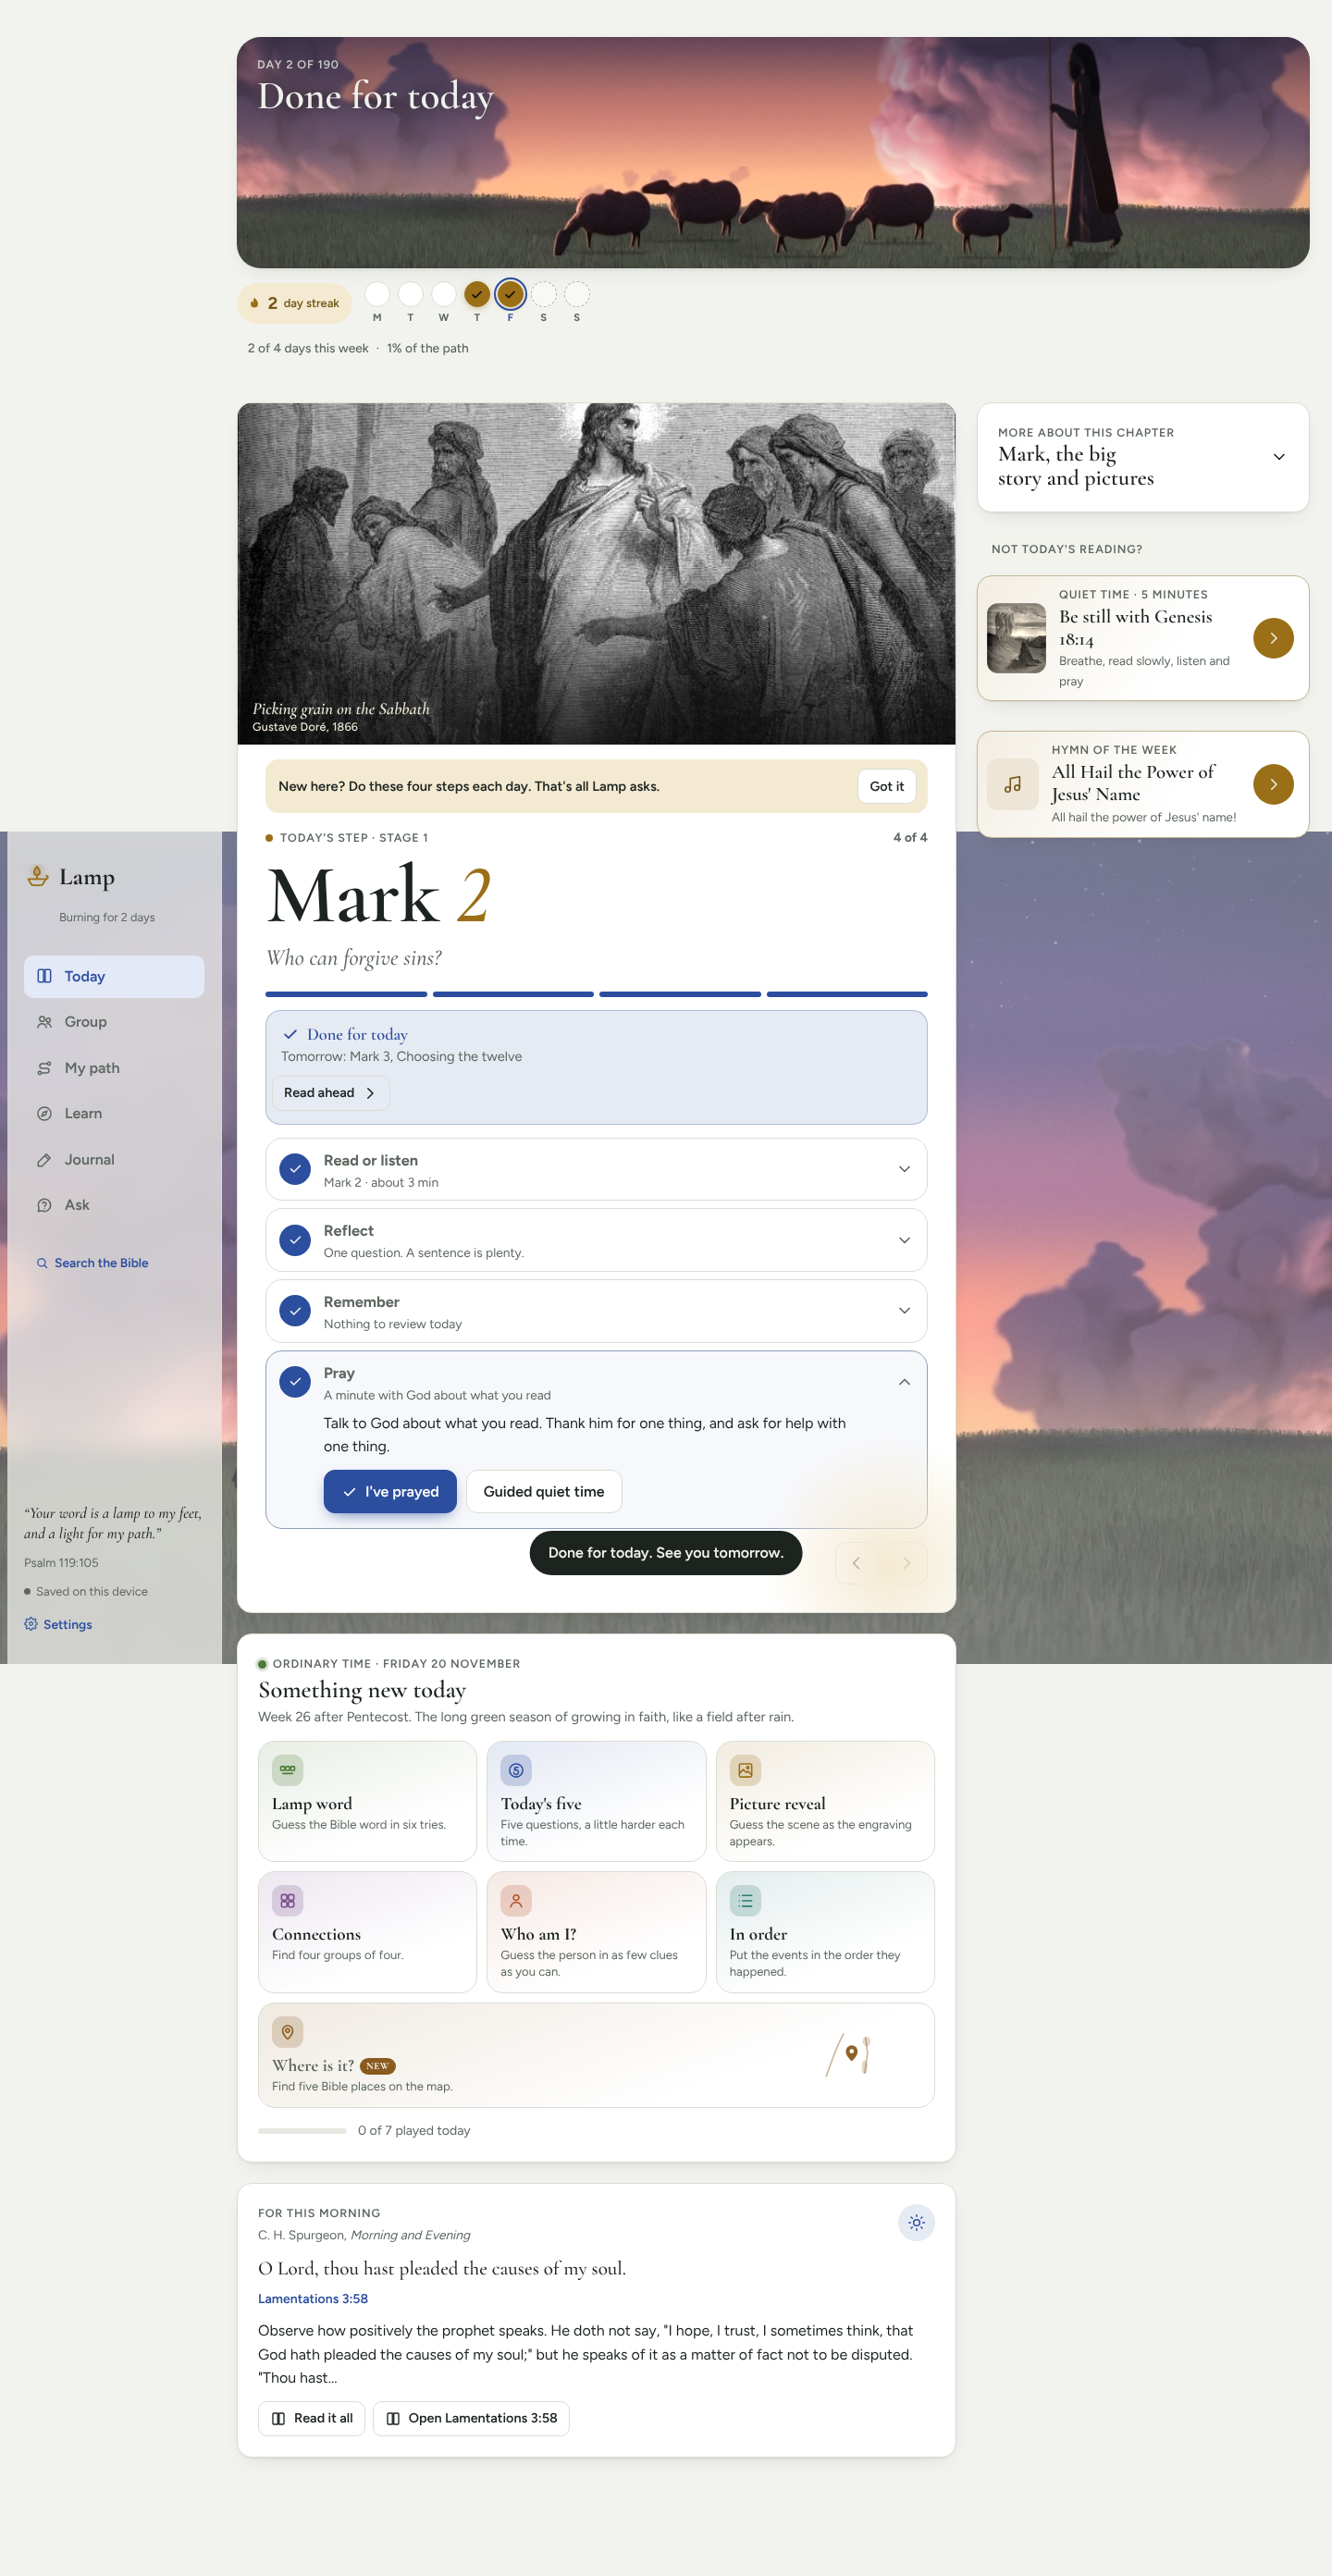 DAY 2 OF 190
Done for today
2 day streak
M T W T F S S
2 of 4 days this week · 1% of the path
Picking grain on the Sabbath
Gustave Doré, 1866
New here? Do these four steps each day. That's all Lamp asks.
Got it
TODAY'S STEP · STAGE 1
4 of 4
Mark 2
Who can forgive sins?
Done for today
Tomorrow: Mark 3, Choosing the twelve
Read ahead
Read or listen
Mark 2 · about 3 min
Reflect
One question. A sentence is plenty.
Remember
Nothing to review today
Pray
A minute with God about what you read
Talk to God about what you read. Thank him for one thing, and ask for help with
one thing.
I've prayed
Guided quiet time
Done for today. See you tomorrow.
MORE ABOUT THIS CHAPTER
Mark, the big
story and pictures
NOT TODAY'S READING?
QUIET TIME · 5 MINUTES
Be still with Genesis
18:14
Breathe, read slowly, listen and
pray
HYMN OF THE WEEK
All Hail the Power of
Jesus' Name
All hail the power of Jesus' name!
Lamp
Burning for 2 days
Today
Group
My path
Learn
Journal
Ask
Search the Bible
“Your word is a lamp to my feet,
and a light for my path.”
Psalm 119:105
Saved on this device
Settings
ORDINARY TIME · FRIDAY 20 NOVEMBER
Something new today
Week 26 after Pentecost. The long green season of growing in faith, like a field after rain.
Lamp word
Guess the Bible word in six tries.
Today's five
Five questions, a little harder each
time.
Picture reveal
Guess the scene as the engraving
appears.
Connections
Find four groups of four.
Who am I?
Guess the person in as few clues
as you can.
In order
Put the events in the order they
happened.
Where is it? NEW
Find five Bible places on the map.
0 of 7 played today
FOR THIS MORNING
C. H. Spurgeon, Morning and Evening
O Lord, thou hast pleaded the causes of my soul.
Lamentations 3:58
Observe how positively the prophet speaks. He doth not say, "I hope, I trust, I sometimes think, that
God hath pleaded the causes of my soul;" but he speaks of it as a matter of fact not to be disputed.
"Thou hast…
Read it all
Open Lamentations 3:58